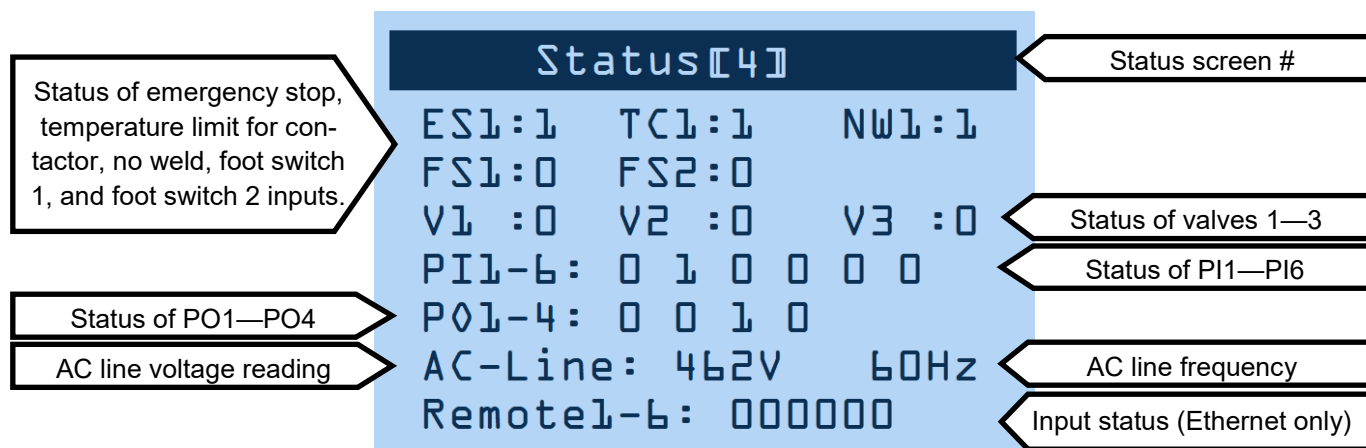 Status[4]
Status screen #
Status of emergency stop,
temperature limit for con-
tactor, no weld, foot switch
1, and foot switch 2 inputs.
ES1:1 TC1:1 NW1:1
FS1:0 FS2:0
V1 :0 V2 :0 V3 :0
Status of valves 1—3
PI1-6: 0 1 0 0 0 0
Status of PI1—PI6
Status of PO1—PO4
PO1-4: 0 0 1 0
AC line voltage reading
AC-Line: 462V 60Hz
AC line frequency
Remote1-6: 000000
Input status (Ethernet only)